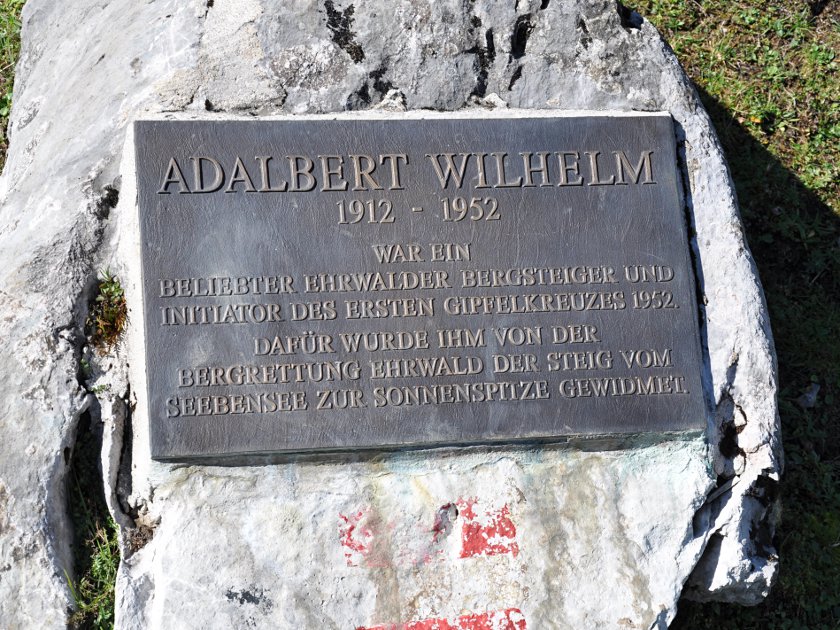 ADALBERT WILHELM
1912 - 1952
WAR EIN
BELIEBTER EHRWALDER BERGSTEIGER UND
INITIATOR DES ERSTEN GIPFELKREUZES 1952.
DAFÜR WURDE IHM VON DER
BERGRETTUNG EHRWALD DER STEIG VOM
SEEBENSEE ZUR SONNENSPITZE GEWIDMET.